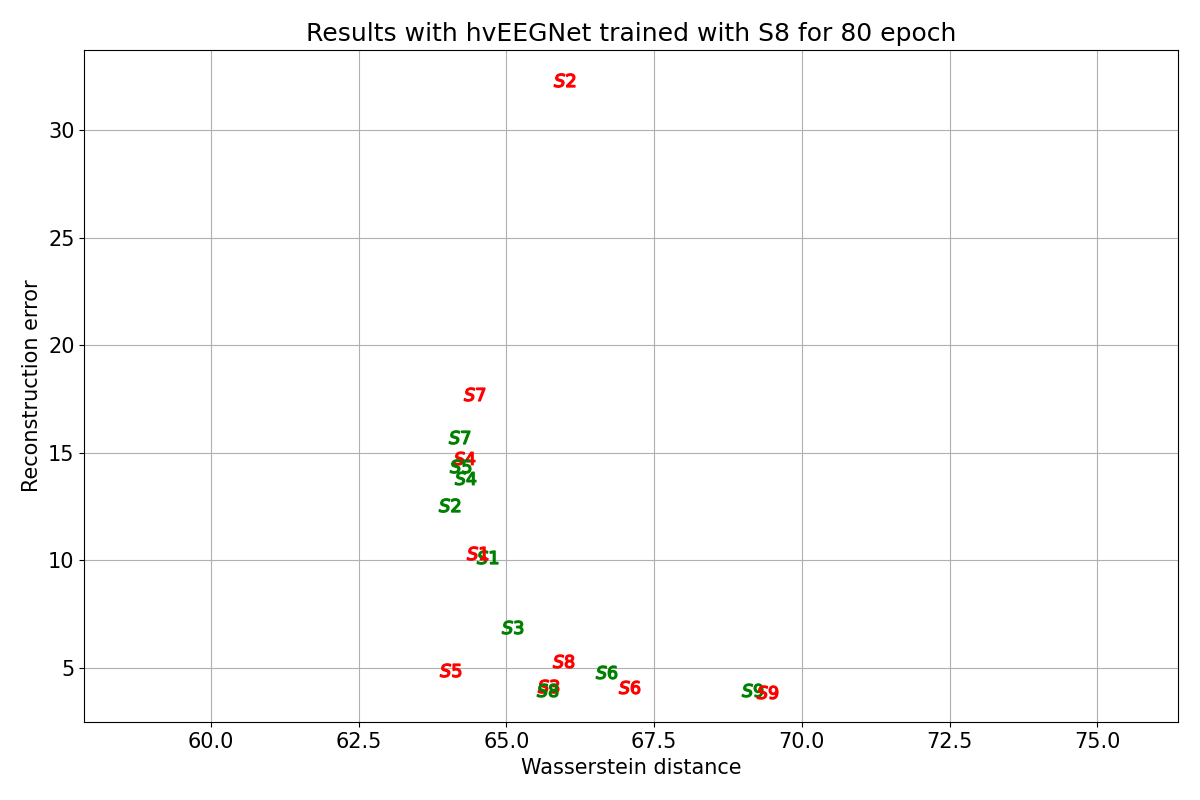 Results with hvEEGNet trained with S8 for 80 epoch
S2
30
25
20
S7
S7
15
S4
S5
S4
S2
S1
S1
10
S3
S8
5
S5
S6
S3
S8
S6
S9
S9
Reconstruction error
60.0 62.5 65.0 67.5 70.0 72.5 75.0
Wasserstein distance